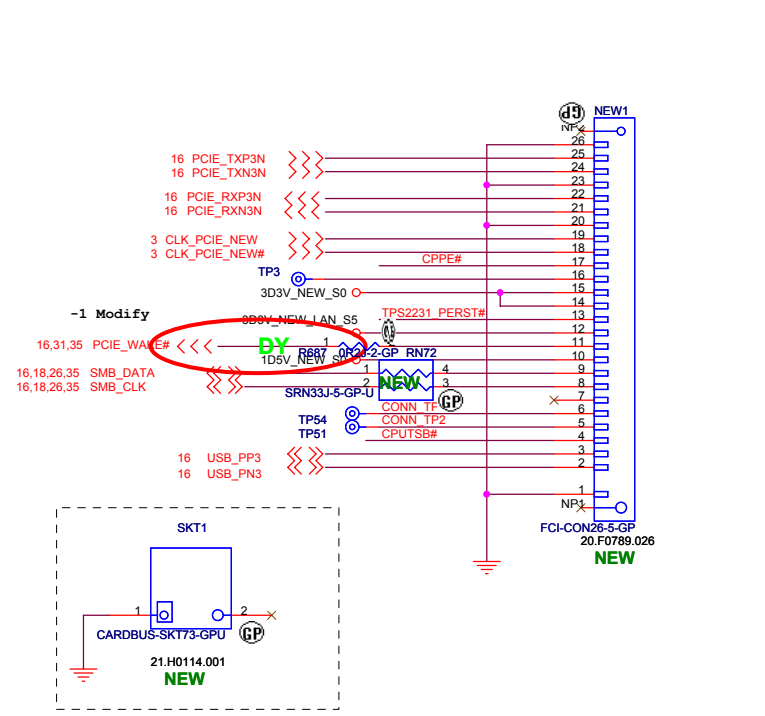 GP NEW1
NP2
26
16 PCIE_TXP3N 25
16 PCIE_TXN3N 24
23
16 PCIE_RXP3N 22
16 PCIE_RXN3N 21
20
3 CLK_PCIE_NEW 19
3 CLK_PCIE_NEW# 18
CPPE# 17
TP3 16
3D3V_NEW_S0 15
14
-1 Modify
3D3V_NEW_LAN_S5 TPS2231_PERST# 13
12
16,31,35 PCIE_WAKE# DY 1 2 11
R687 0R2J-2-GP RN72
1D5V_NEW_S0 10
16,18,26,35 SMB_DATA 1 4 9
16,18,26,35 SMB_CLK 2 NEW 3 8
SRN33J-5-GP-U GP 7
CONN_TP 6
TP54 CONN_TP2 5
TP51 CPUTSB# 4
16 USB_PP3 3
16 USB_PN3 2
1
NP1
FCI-CON26-5-GP
20.F0789.026
NEW
SKT1
1 2
CARDBUS-SKT73-GPU GP
21.H0114.001
NEW